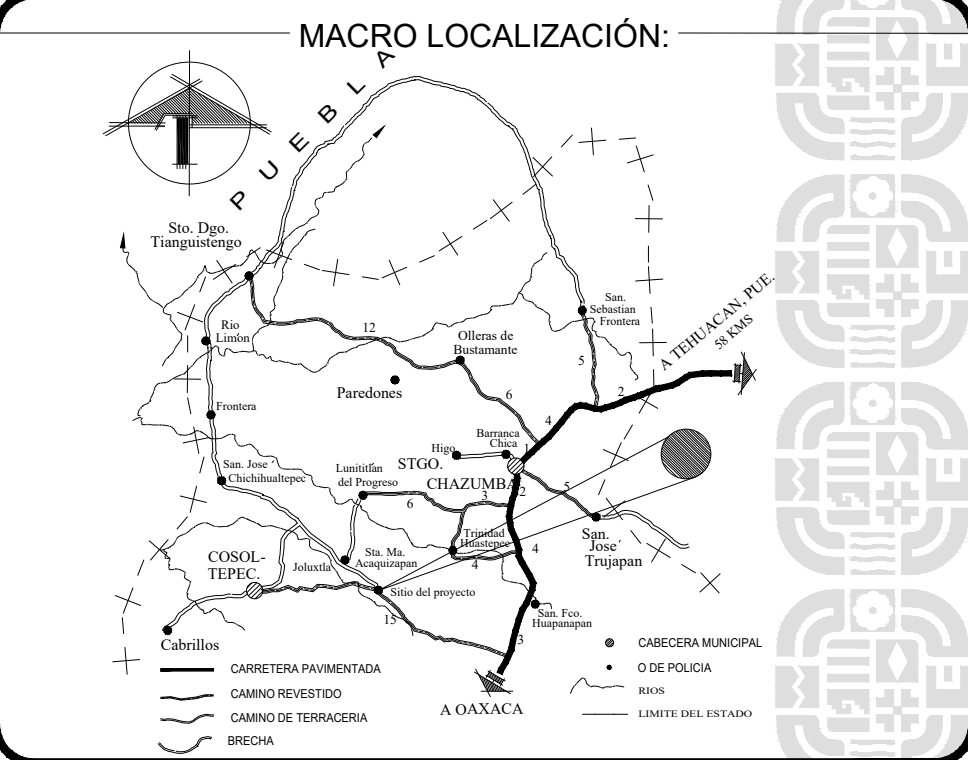 MACRO LOCALIZACIÓN:
PUEBLA
Sto. Dgo.
Tianguistengo
A TEHUACAN, PUE.
58 KMS
San.
Sebastian
Frontera
Rio
Limón
12
Olleras de
Bustamante
5
2
Paredones
6
4
Frontera
Barranca
Chica
1
Higo
STGO.
CHAZUMBA
San. Jose´
Chichihualtepec
Lunititlan
del Progreso
2
5
3
6
Trinidad
Huastepec
San.
Jose´
Trujapan
4
4
COSOL-
TEPEC.
Joluxtla
Sta. Ma.
Acaquizapan
Sitio del proyecto
15
San. Fco.
Huapanapan
3
Cabrillos
A OAXACA
CARRETERA PAVIMENTADA
CAMINO REVESTIDO
CAMINO DE TERRACERIA
BRECHA
CABECERA MUNICIPAL
O DE POLICIA
RIOS
LIMITE DEL ESTADO